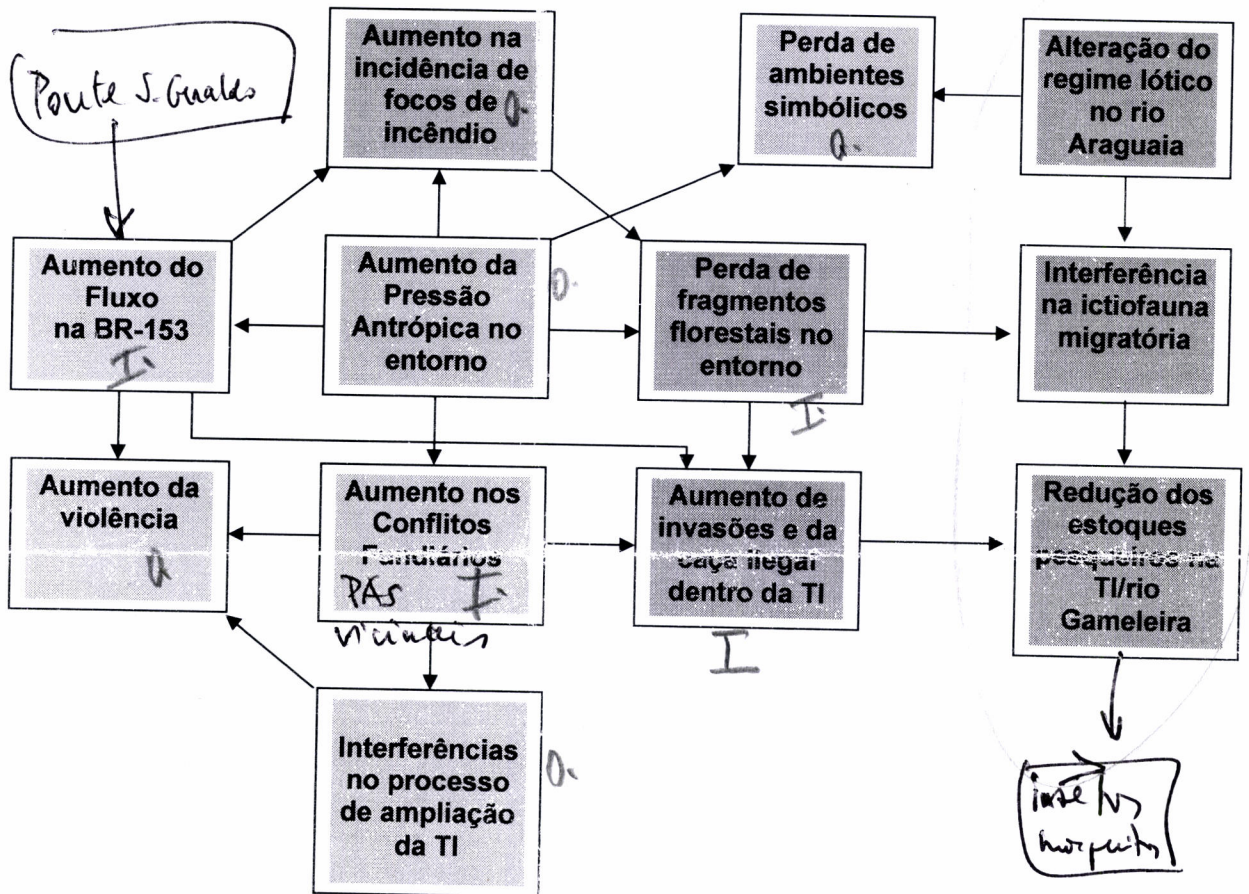 Ponte S. Geraldo
Aumento na
incidência de
focos de
incêndio
Perda de
ambientes
simbólicos
Alteração do
regime lótico
no rio
Araguaia
Aumento do
Fluxo
na BR-153
I.
Aumento da
Pressão
Antrópica no
entorno
Perda de
fragmentos
florestais no
entorno
I.
Interferência
na ictiofauna
migratória
Aumento da
violência
Aumento nos
Conflitos
Fundiários
PAs I.
vicinais
Aumento de
invasões e da
caça ilegal
dentro da TI
I
Redução dos
estoques
pesqueiros na
TI/rio
Gameleira
Interferências
no processo
de ampliação
da TI
insetos
mosquitos